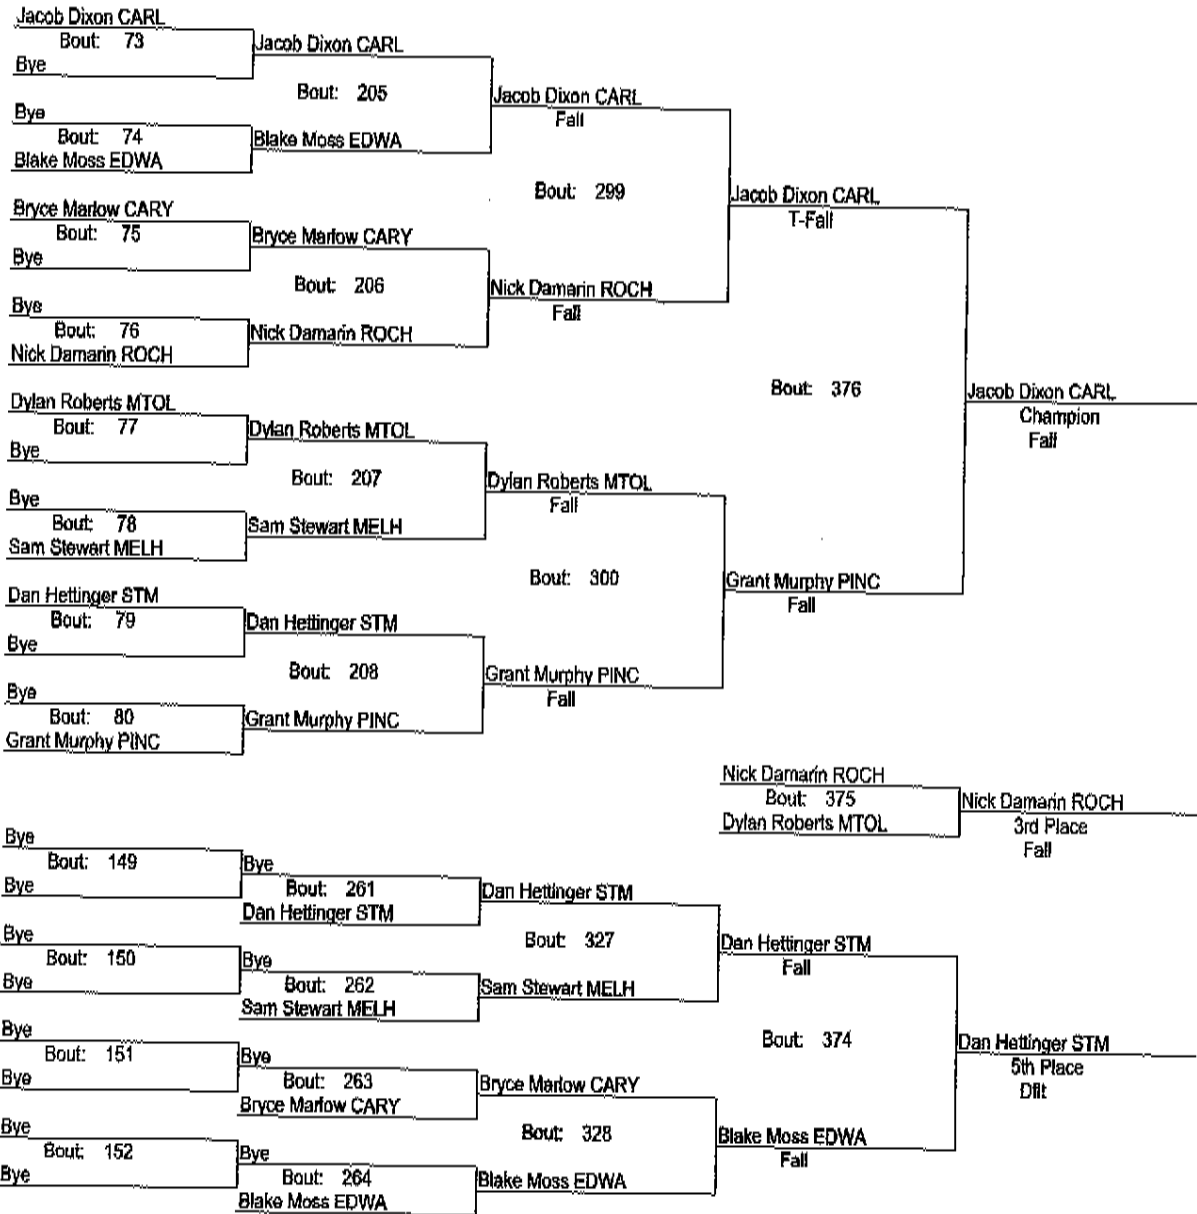 Jacob Dixon CARL
Bout: 73
Bye
Jacob Dixon CARL
Bout: 205
Bye
Bout: 74
Blake Moss EDWA
Blake Moss EDWA
Jacob Dixon CARL
Fall
Bout: 299
Bryce Marlow CARY
Bout: 75
Bye
Bryce Marlow CARY
Bout: 206
Bye
Bout: 76
Nick Damarin ROCH
Nick Damarin ROCH
Nick Damarin ROCH
Fall
Jacob Dixon CARL
T-Fall
Bout: 376
Dylan Roberts MTOL
Bout: 77
Bye
Dylan Roberts MTOL
Bout: 207
Bye
Bout: 78
Sam Stewart MELH
Sam Stewart MELH
Dylan Roberts MTOL
Fall
Bout: 300
Dan Hettinger STM
Bout: 79
Bye
Dan Hettinger STM
Bout: 208
Bye
Bout: 80
Grant Murphy PINC
Grant Murphy PINC
Grant Murphy PINC
Fall
Grant Murphy PINC
Fall
Jacob Dixon CARL
Champion
Fall
Nick Damarin ROCH
Bout: 375
Dylan Roberts MTOL
Nick Damarin ROCH
3rd Place
Fall
Bye
Bout: 149
Bye
Bye
Bout: 261
Dan Hettinger STM
Dan Hettinger STM
Bout: 327
Bye
Bout: 150
Bye
Bye
Bout: 262
Sam Stewart MELH
Sam Stewart MELH
Dan Hettinger STM
Fall
Bout: 374
Bye
Bout: 151
Bye
Bye
Bout: 263
Bryce Marlow CARY
Bryce Marlow CARY
Bout: 328
Bye
Bout: 152
Bye
Bye
Bout: 264
Blake Moss EDWA
Blake Moss EDWA
Blake Moss EDWA
Fall
Dan Hettinger STM
5th Place
Dflt